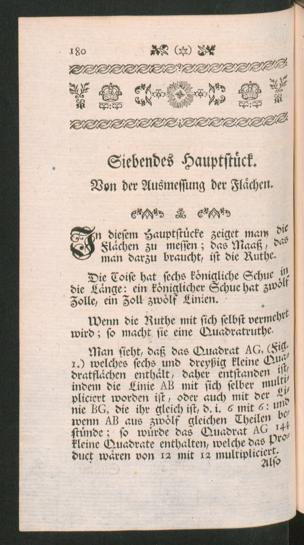 180
Siebendes Hauptstück.
Von der Ausmessung der Flächen.
In diesem Hauptstücke zeiget man die
Flächen zu messen; das Maaß, das
man darzu braucht, ist die Ruthe.
Die Toise hat sechs königliche Schue in
die Länge: ein königlicher Schue hat zwölf
Zolle, ein Zoll zwölf Linien.
Wenn die Ruthe mit sich selbst vermehrt
wird; so macht sie eine Quadratruthe.
Man sieht, daß das Quadrat AG, (Fig.
1.) welches sechs und dreyßig kleine Qua-
dratflächen enthält, daher entstanden ist,
indem die Linie AB mit sich selber multi-
pliciert worden ist, oder auch mit der Li-
nie BG, die ihr gleich ist, d. i. 6 mit 6: und
wenn AB aus zwölf gleichen Theilen be-
stünde; so würde das Quadrat AG 144
kleine Quadrate enthalten, welche das Pro-
duct wären von 12 mit 12 multipliciert.
Also